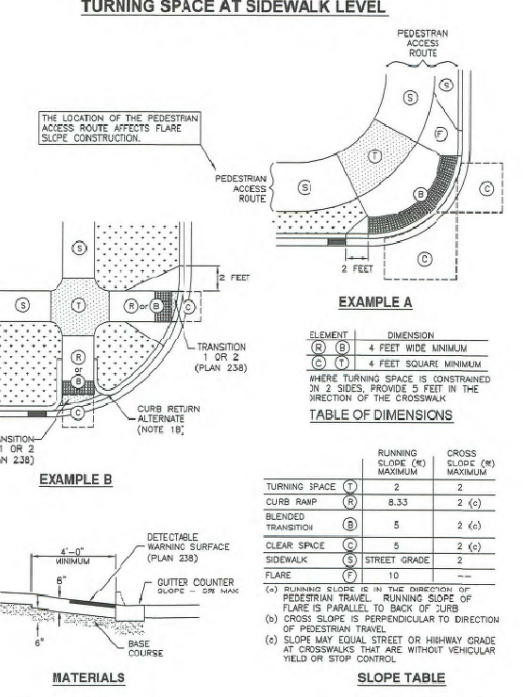 TURNING SPACE AT SIDEWALK LEVEL
PEDESTRAN
ACCESS
ROUTE
THE LOCATION OF THE PEDESTRIAN
ACCESS ROUTE AFFECTS FLARE
SLOPE CONSTRUCTION.
S
S
F
T
PEDESTRIAN
ACCESS
ROUTE
S
B
C
C
2 FEET
EXAMPLE A
S
2 FEET
S
T
R or B
C
R
or
B
C
TRANSITION
1 OR 2
(PLAN 238)
CURB RETURN
ALTERNATE
(NOTE 1B)
NSITION
1 OR 2
N 238)
EXAMPLE B
ELEMENT DIMENSION
R B 4 FEET WIDE MINIMUM
C T 4 FEET SQUARE MINIMUM
WHERE TURNING SPACE IS CONSTRAINED
ON 2 SIDES, PROVIDE 5 FEET IN THE
DIRECTION OF THE CROSSWALK
TABLE OF DIMENSIONS
RUNNING SLOPE (%) MAXIMUM CROSS SLOPE (%) MAXIMUM
TURNING SPACE T 2 2
CURB RAMP R 8.33 2 (c)
BLENDED TRANSITION B 5 2 (c)
CLEAR SPACE C 5 2 (c)
SIDEWALK S STREET GRADE 2
FLARE F 10 --
(a) RUNNING SLOPE IS IN THE DIRECTION OF
PEDESTRIAN TRAVEL. RUNNING SLOPE OF
FLARE IS PARALLEL TO BACK OF CURB
(b) CROSS SLOPE IS PERPENDICULAR TO DIRECTION
OF PEDESTRIAN TRAVEL
(c) SLOPE MAY EQUAL STREET OR HIGHWAY GRADE
AT CROSSWALKS THAT ARE WITHOUT VEHICULAR
YIELD OR STOP CONTROL
SLOPE TABLE
4'-0"
MINIMUM
DETECTABLE
WARNING SURFACE
(PLAN 238)
GUTTER COUNTER
SLOPE - 5% MAX
6"
6"
BASE
COURSE
MATERIALS